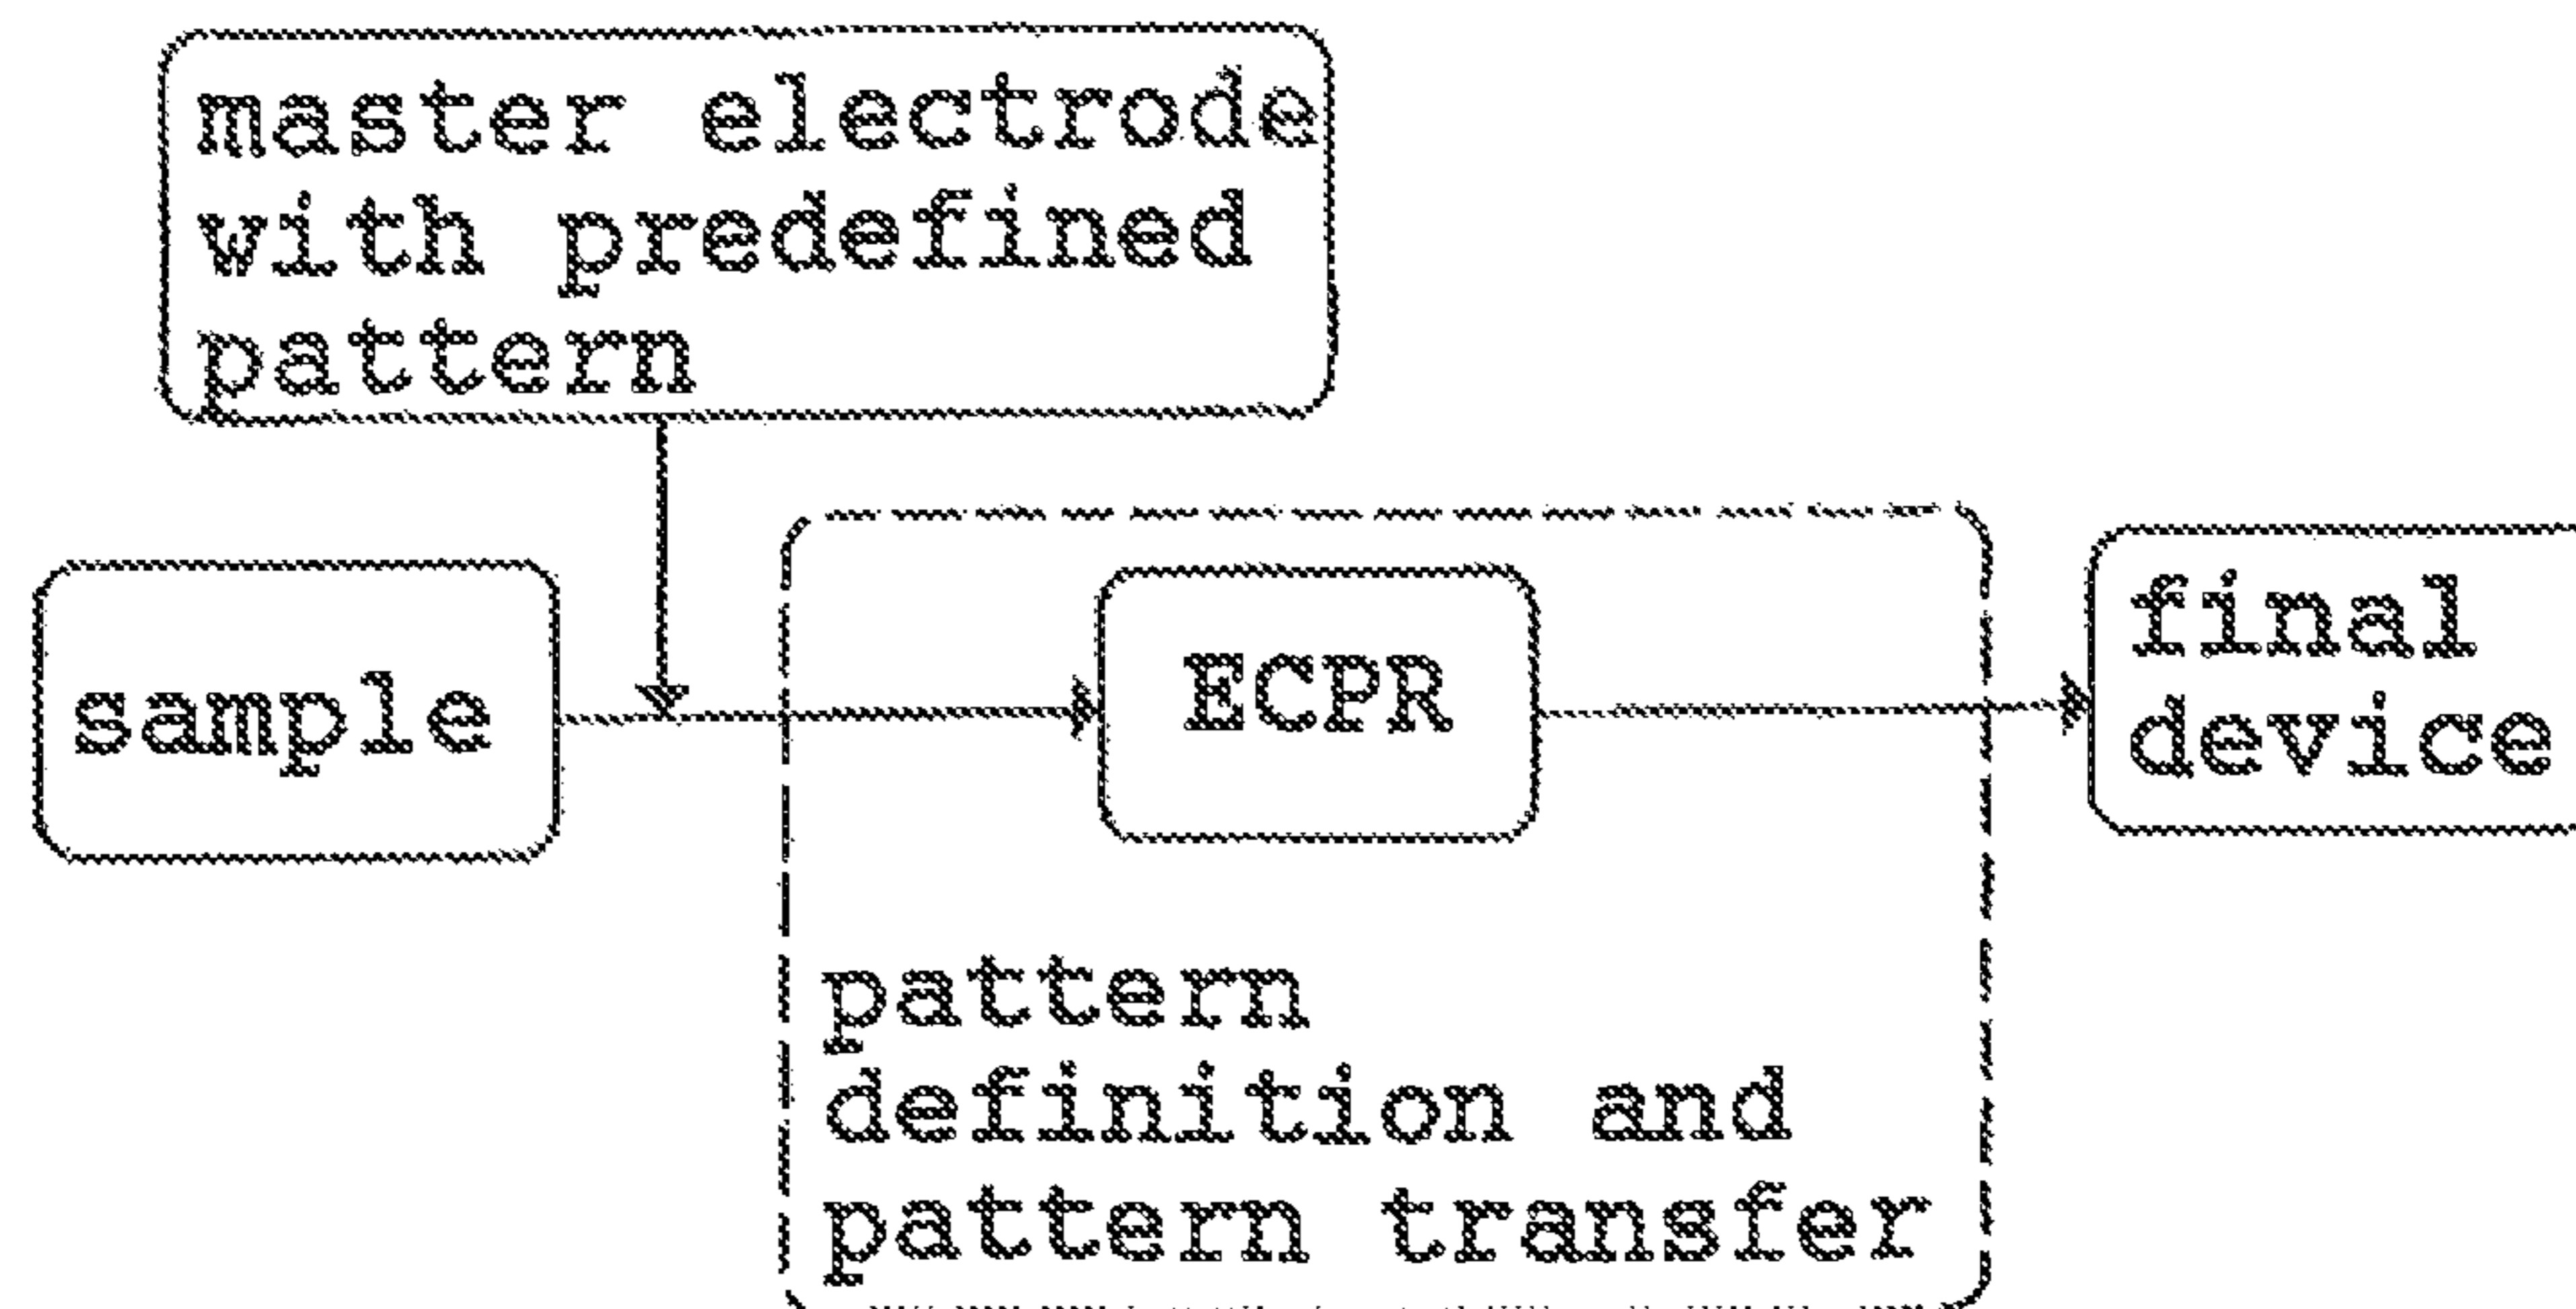 master electrode
with predefined
pattern
sample
ECPR
final
device
pattern
definition and
pattern transfer